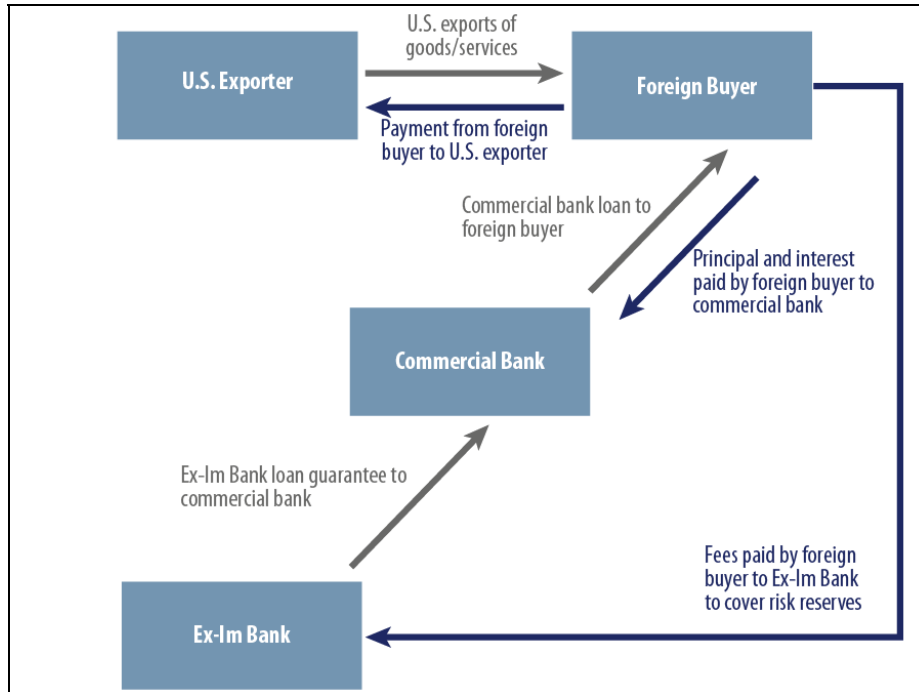 U.S. exports of
goods/services
U.S. Exporter
Foreign Buyer
Payment from foreign
buyer to U.S. exporter
Commercial bank loan to
foreign buyer
Principal and interest
paid by foreign buyer to
commercial bank
Commercial Bank
Ex-Im Bank loan guarantee to
commercial bank
Fees paid by foreign
buyer to Ex-Im Bank
to cover risk reserves
Ex-Im Bank